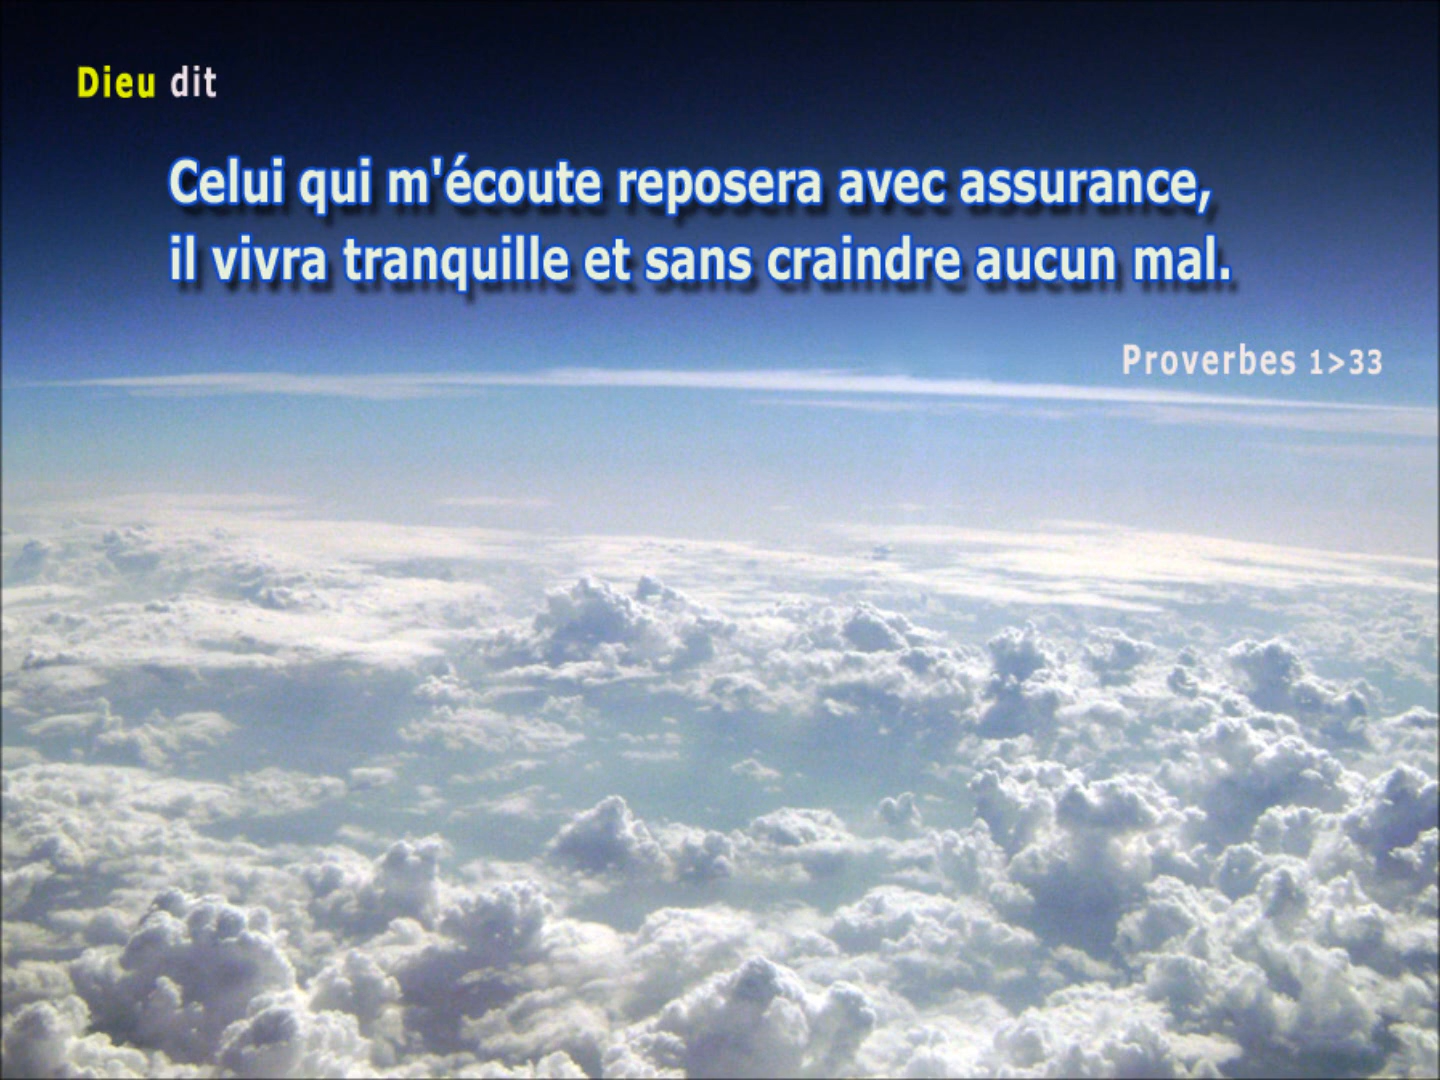 Dieu dit
Celui qui m'écoute reposera avec assurance,
il vivra tranquille et sans craindre aucun mal.
Proverbes 1>33